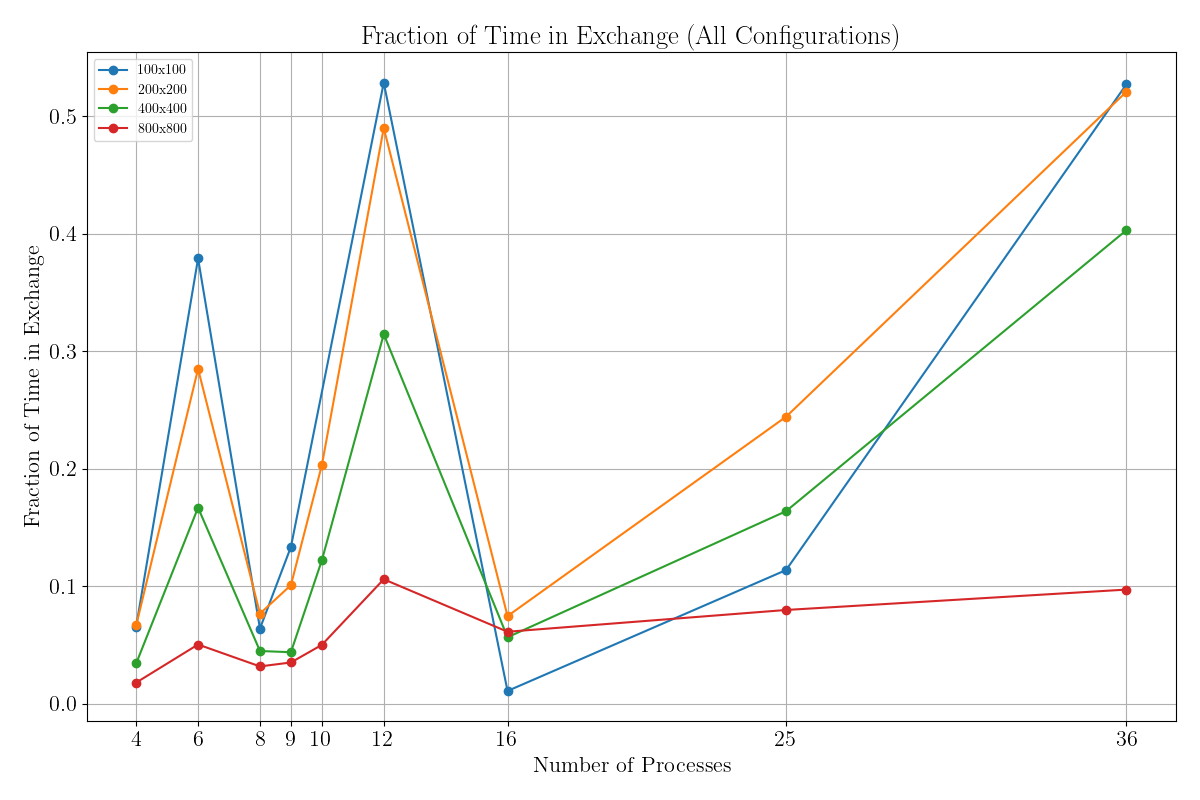 Fraction of Time in Exchange (All Configurations)
100x100
200x200
400x400
800x800
0.5
0.4
0.3
0.2
0.1
0.0
Fraction of Time in Exchange
4 6 8 9 10 12 16 25 36
Number of Processes